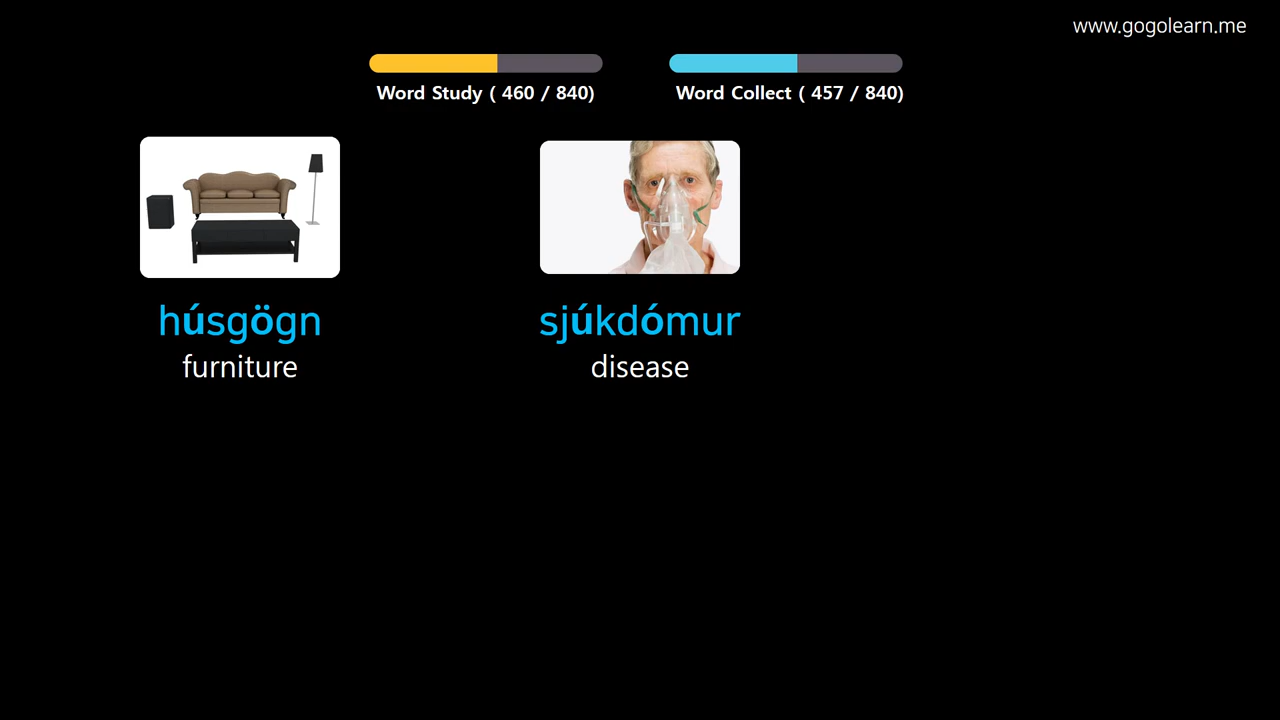 www.gogolearn.me
Word Study ( 460 / 840)
Word Collect ( 457 / 840)
húsgögn
furniture
sjúkdómur
disease